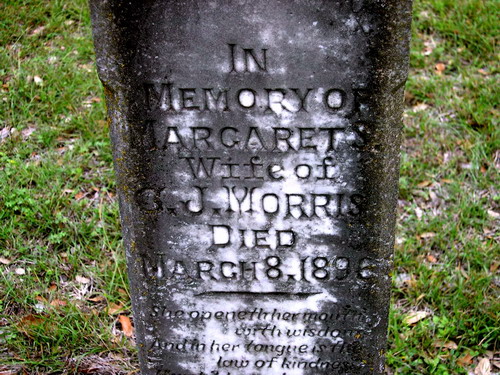 IN
MEMORY OF
MARGARET
Wife of
J. MORRIS
DIED
MARCH 8, 189
She openeth her mouth
with wisdom
And in her tongue is the
law of kindness